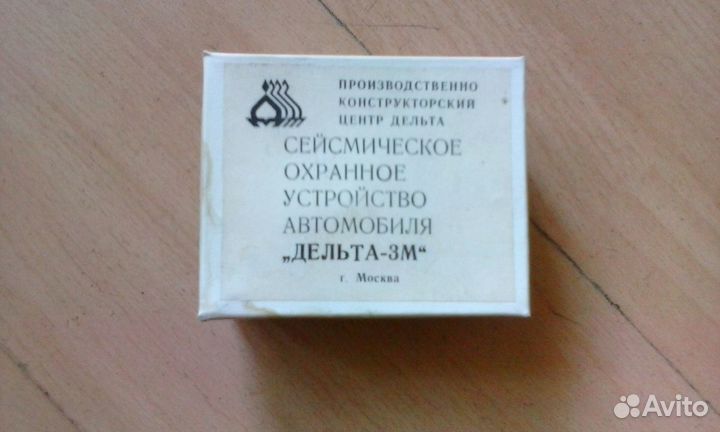 ПРОИЗВОДСТВЕННО
КОНСТРУКТОРСКИЙ
ЦЕНТР ДЕЛЬТА
СЕЙСМИЧЕСКОЕ
ОХРАННОЕ
УСТРОЙСТВО
АВТОМОБИЛЯ
„ДЕЛЬТА-3М“
г. Москва
Avito